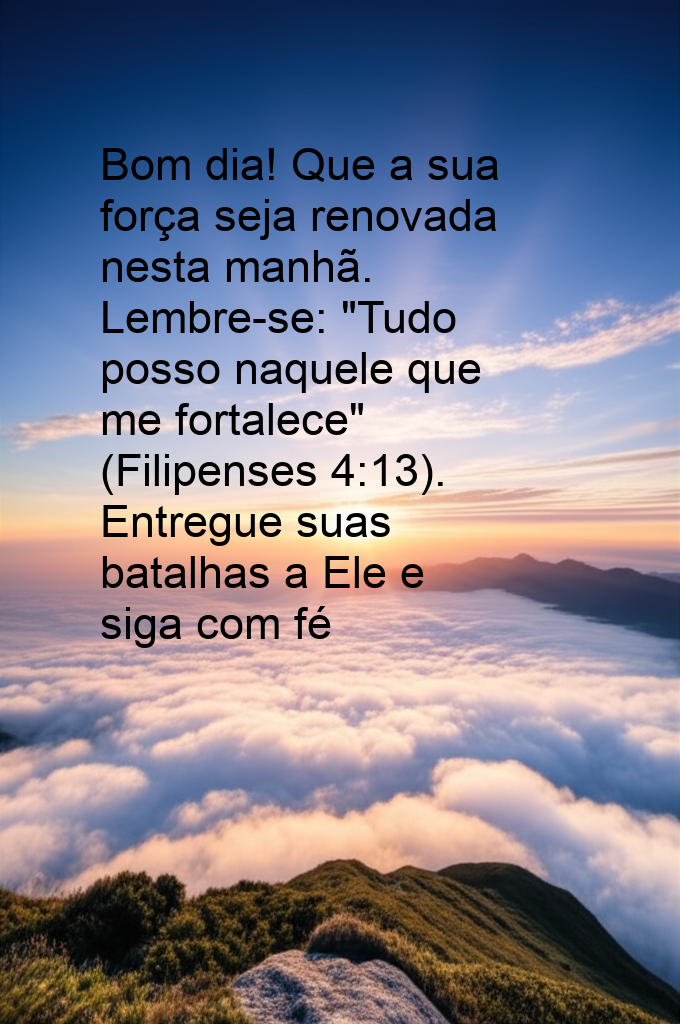 Bom dia! Que a sua
força seja renovada
nesta manhã.
Lembre-se: "Tudo
posso naquele que
me fortalece"
(Filipenses 4:13).
Entregue suas
batalhas a Ele e
siga com fé